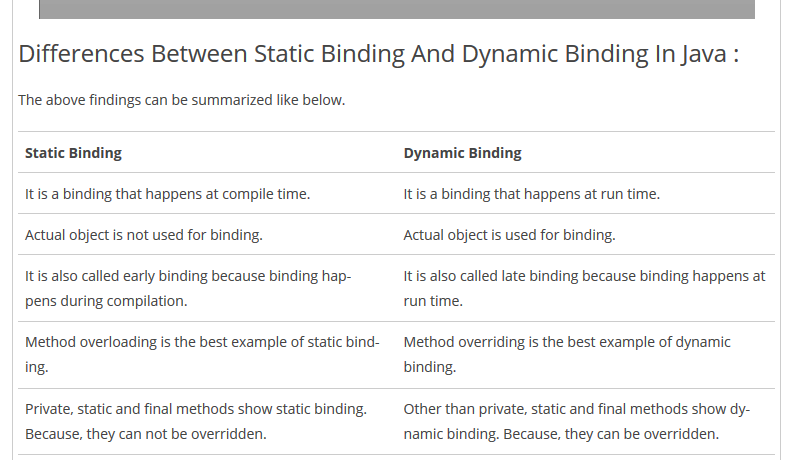 Differences Between Static Binding And Dynamic Binding In Java :
The above findings can be summarized like below.
Static Binding
Dynamic Binding
It is a binding that happens at compile time.
It is a binding that happens at run time.
Actual object is not used for binding.
Actual object is used for binding.
It is also called early binding because binding hap-
pens during compilation.
It is also called late binding because binding happens at
run time.
Method overloading is the best example of static bind-
ing.
Method overriding is the best example of dynamic
binding.
Private, static and final methods show static binding.
Because, they can not be overridden.
Other than private, static and final methods show dy-
namic binding. Because, they can be overridden.